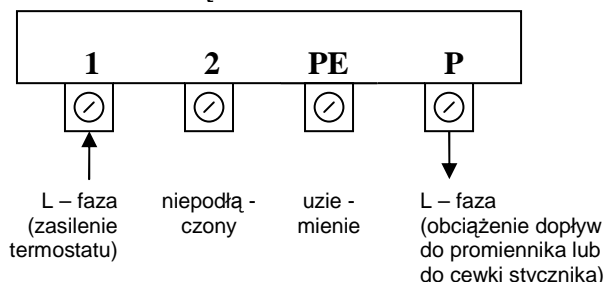 1 2 PE P
L – faza niepodłą - uzie - L – faza
(zasilenie czony mienie (obciążenie dopływ
termostatu) do promiennika lub
do cewki stycznika)